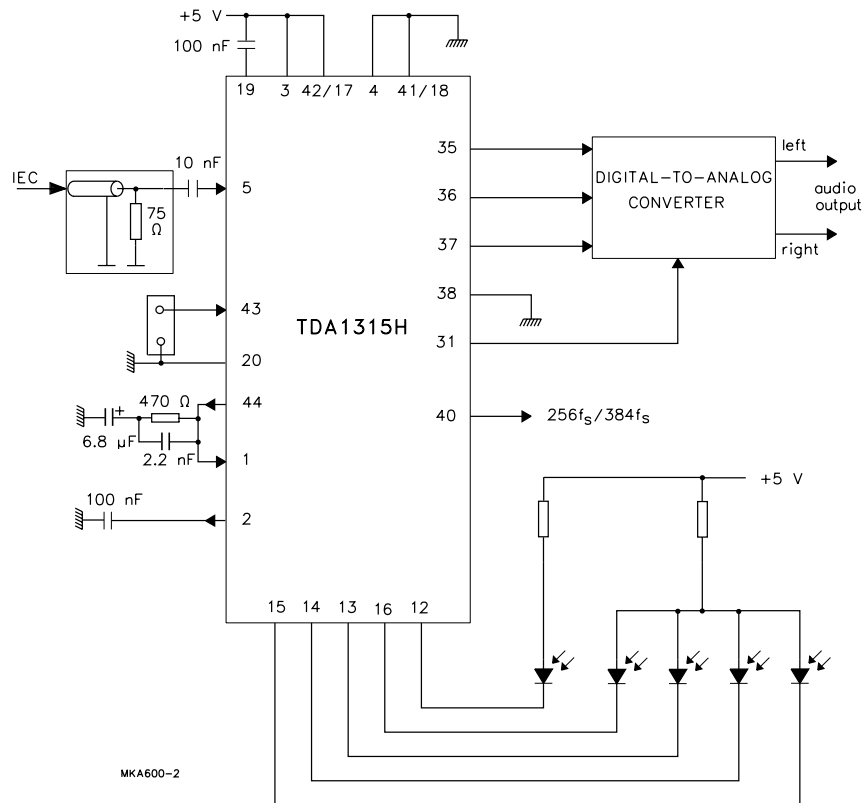 +5 V
100 nF
19
3
42/17
4
41/18
35
left
10 nF
IEC
5
DIGITAL-TO-ANALOG
CONVERTER
36
audio
output
75
Ω
37
right
38
43
TDA1315H
31
20
470 Ω
44
40
256fs/384fs
6.8 µF
2.2 nF
1
+5 V
100 nF
2
15
14
13
16
12
MKA600-2